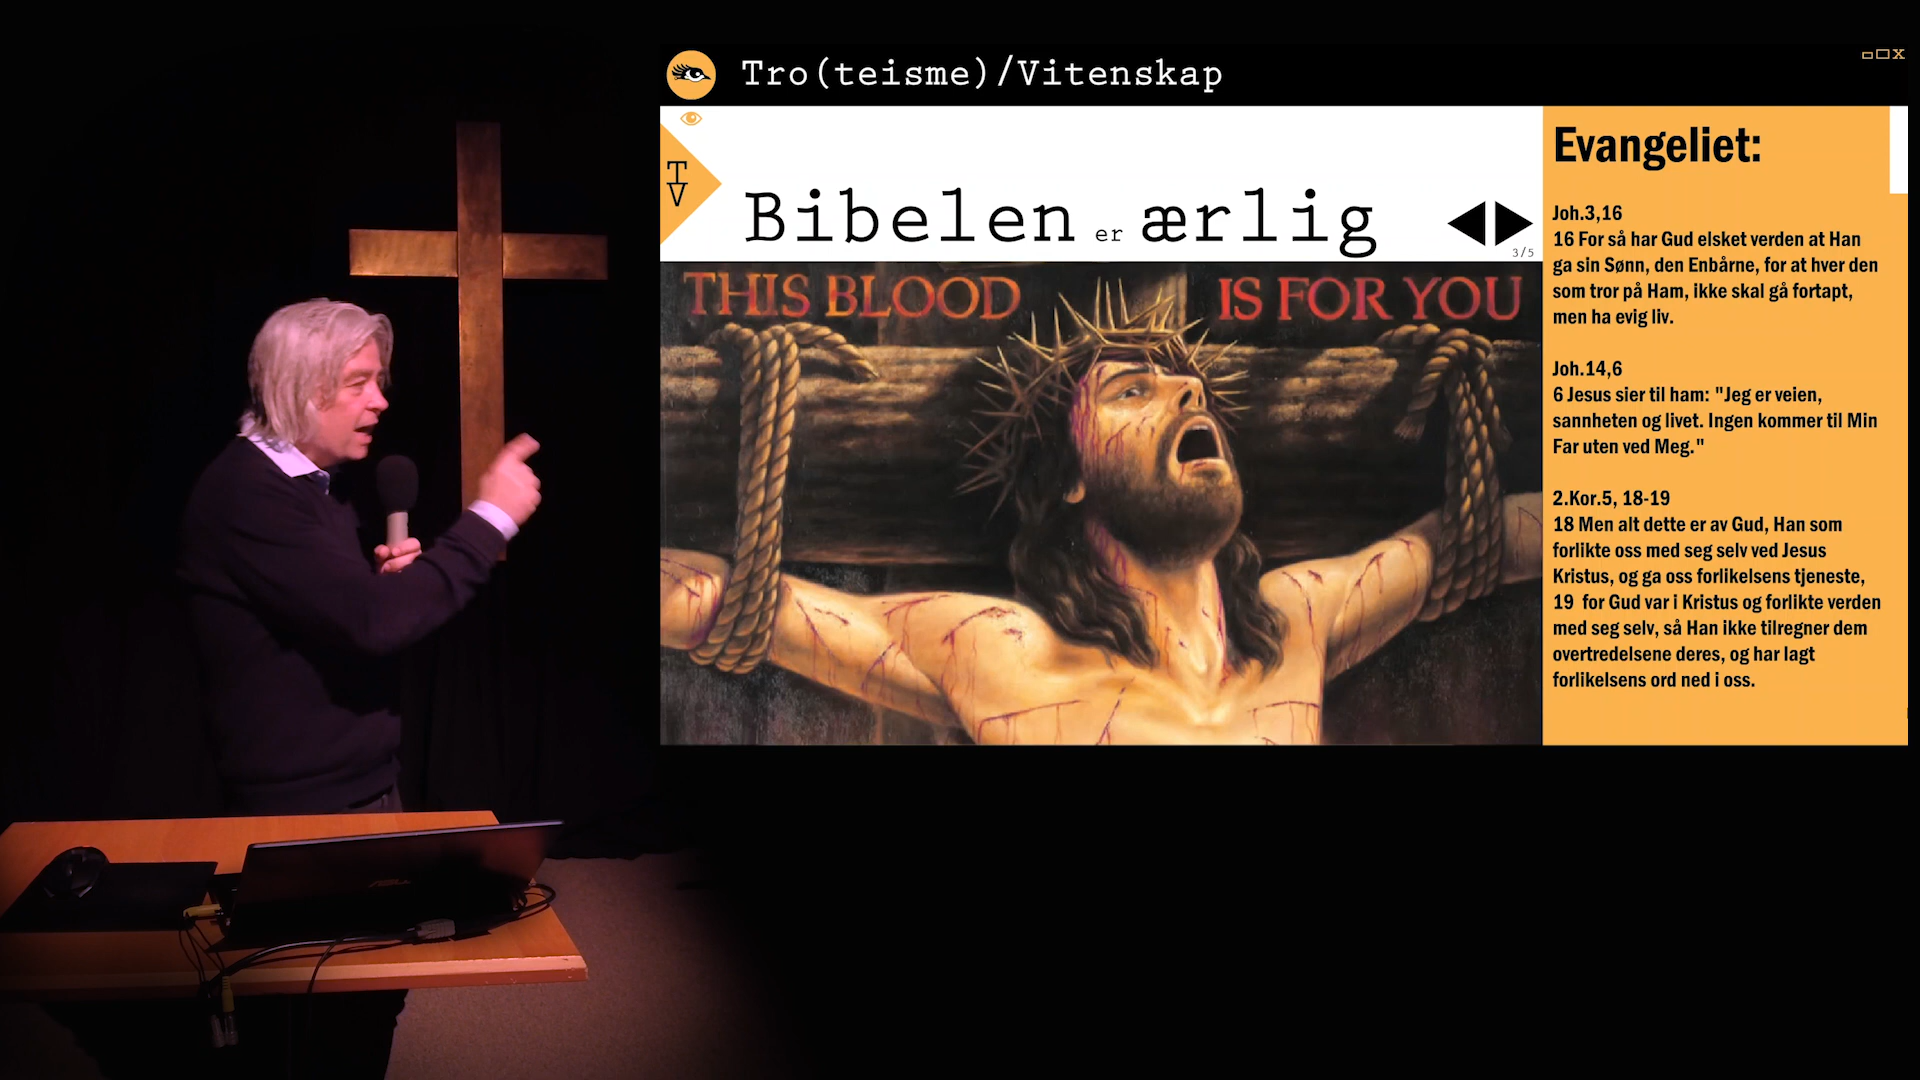 Tro(teisme)/Vitenskap
T
V
Bibelen er ærlig
3/5
THIS BLOOD IS FOR YOU
Evangeliet:
Joh.3,16
16 For så har Gud elsket verden at Han
ga sin Sønn, den Enbårne, for at hver den
som tror på Ham, ikke skal gå fortapt,
men ha evig liv.
Joh.14,6
6 Jesus sier til ham: "Jeg er veien,
sannheten og livet. Ingen kommer til Min
Far uten ved Meg."
2.Kor.5, 18-19
18 Men alt dette er av Gud, Han som
forlikte oss med seg selv ved Jesus
Kristus, og ga oss forlikelsens tjeneste,
19 for Gud var i Kristus og forlikte verden
med seg selv, så Han ikke tilregner dem
overtredelsene deres, og har lagt
forlikelsens ord ned i oss.